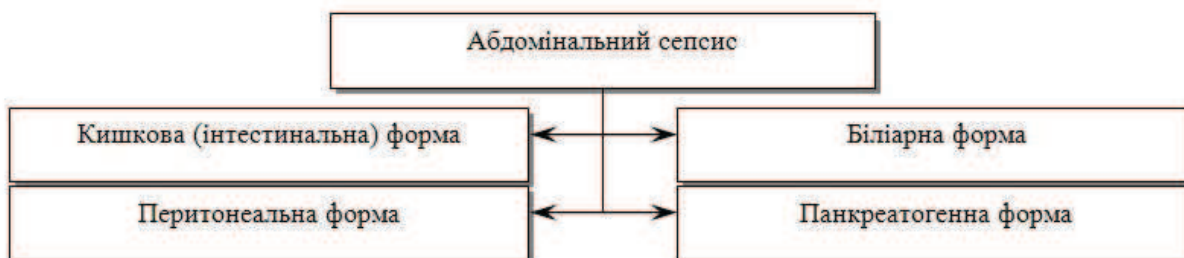 Абдомінальний сепсис
Кишкова (інтестинальна) форма
Біліарна форма
Перитонеальна форма
Панкреатогенна форма